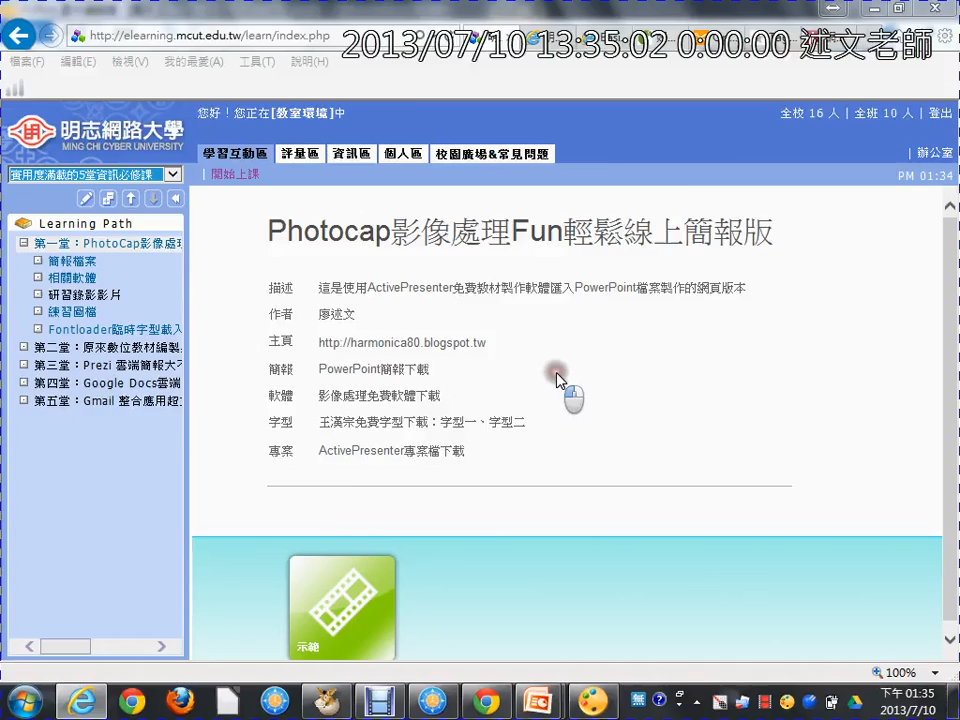 http://elearning.mcut.edu.tw/learn/index.php
2013/07/10 13:35:02 0:00:00 述文老師
檔案(F) 編輯(E) 檢視(V) 我的最愛(A) 工具(T) 說明(H)
明志網路大學
MING CHI CYBER UNIVERSITY
您好！您正在[教室環境]中
全校 16 人 | 全班 10 人 | 登出
學習互動區 評量區 資訊區 個人區 校園廣場&常見問題
| 辦公室
實用度滿載的5堂資訊必修課
| 開始上課
PM 01:34
Learning Path
第一堂：PhotoCap影像處理
簡報檔案
相關軟體
研習錄影影片
練習圖檔
Fontloader臨時字型載入
第二堂：原來數位教材編製
第三堂：Prezi 雲端簡報大
第四堂：Google Docs雲端
第五堂：Gmail 整合應用超
Photocap影像處理Fun輕鬆線上簡報版
描述 這是使用ActivePresenter免費教材製作軟體匯入PowerPoint檔案製作的網頁版本
作者 廖述文
主頁 http://harmonica80.blogspot.tw
簡報 PowerPoint簡報下載
軟體 影像處理免費軟體下載
字型 王漢宗免費字型下載：字型一、字型二
專案 ActivePresenter專案檔下載
示範
100%
下午 01:35
2013/7/10